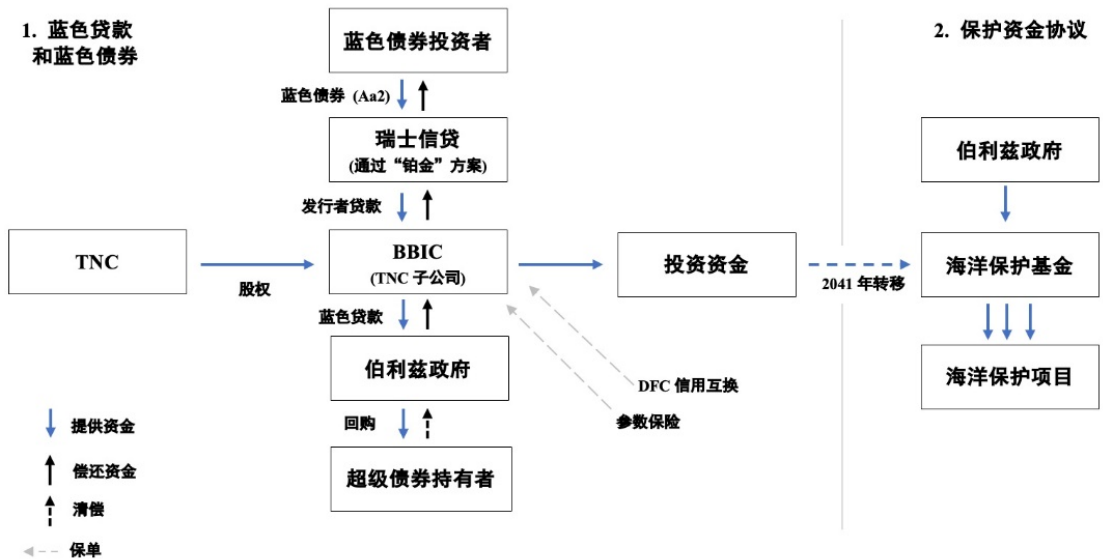 1. 蓝色贷款
和蓝色债券
蓝色债券投资者
2. 保护资金协议
蓝色债券 (Aa2)
瑞士信贷
(通过“铂金”方案)
伯利兹政府
发行者贷款
TNC
股权
BBIC
(TNC 子公司)
投资资金
2041 年转移
海洋保护基金
蓝色贷款
伯利兹政府
海洋保护项目
DFC 信用互换
参数保险
回购
超级债券持有者
提供资金
偿还资金
清偿
保单